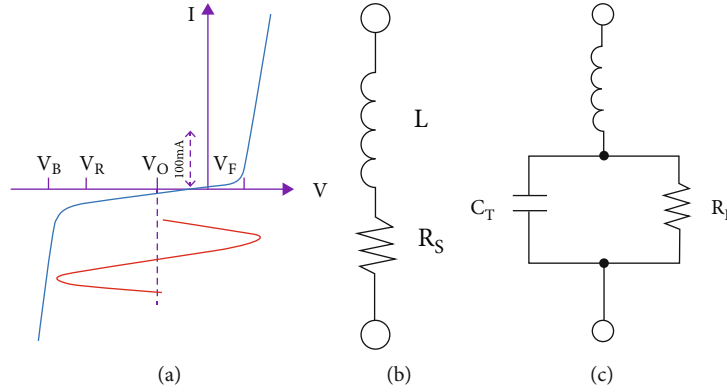 I
V_B V_R V_O V_F
100mA
V
(a)
L
R_S
(b)
C_T
(c)